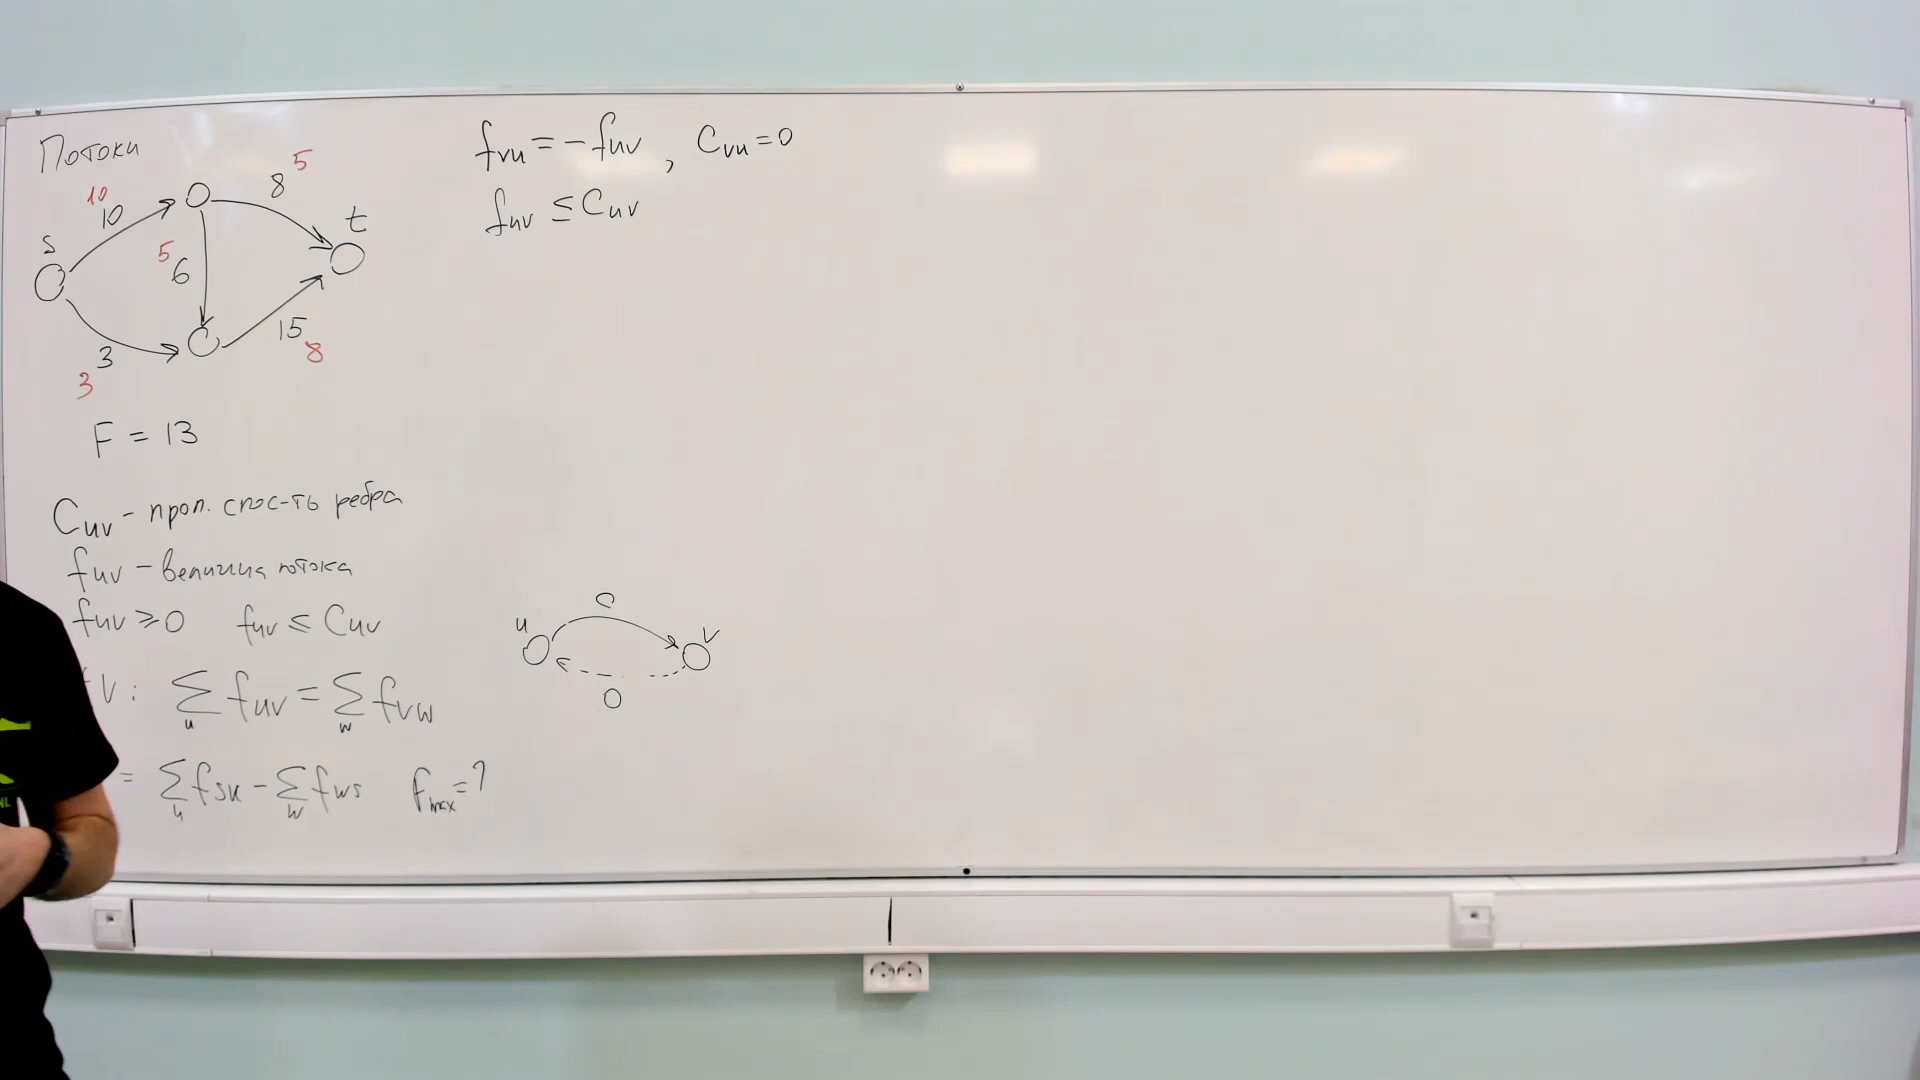 Потоки
10
10
8 5
s
t
5
6
3
3
15
8
F = 13
Cuv - проп. спос-ть ребра
fuv - величина потока
fuv ⩾ 0 fuv ⩽ Cuv
V : ∑u fuv = ∑w fvw
= ∑u fsu - ∑w fws fmax = ?
fvu = - fuv , Cvu = 0
fuv ≤ Cuv
u
c
v
0